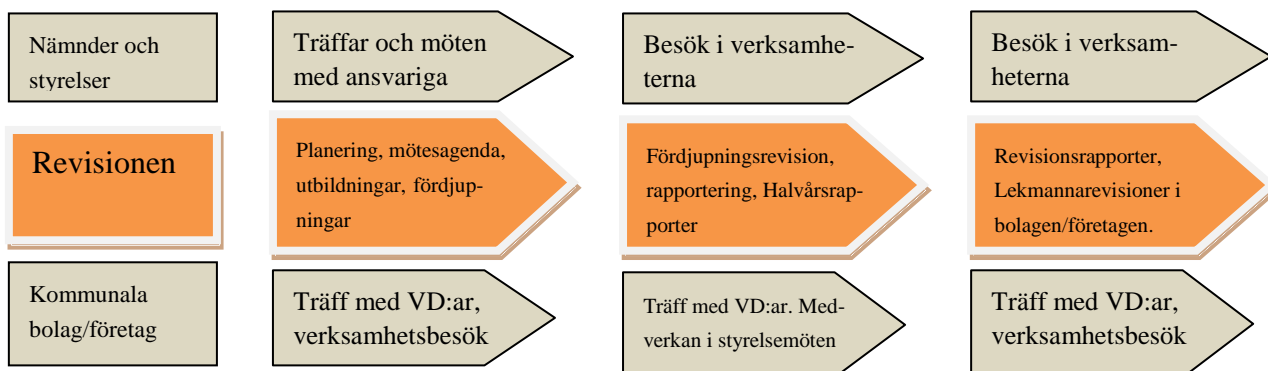 Nämnder och
styrelser
Träffar och möten
med ansvariga
Besök i verksamhe-
terna
Besök i verksam-
heterna
Revisionen
Planering, mötesagenda,
utbildningar, fördjup-
ningar
Fördjupningsrevision,
rapportering, Halvårsrap-
porter
Revisionsrapporter,
Lekmannarevisioner i
bolagen/företagen.
Kommunala
bolag/företag
Träff med VD:ar,
verksamhetsbesök
Träff med VD:ar. Med-
verkan i styrelsemöten
Träff med VD:ar,
verksamhetsbesök